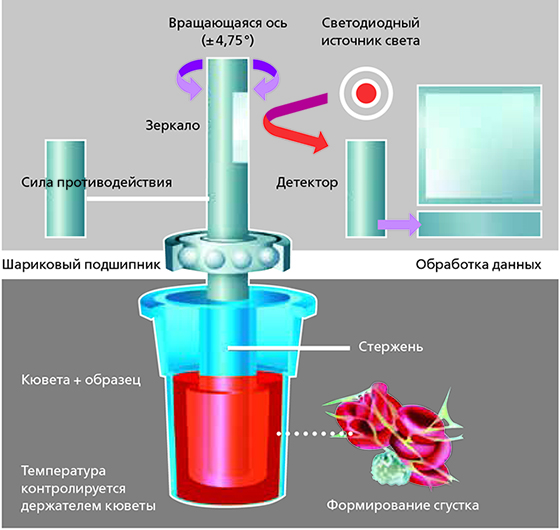 Вращающаяся ось
(±4,75°)
Светодиодный
источник света
Зеркало
Сила противодействия
Детектор
Шариковый подшипник
Обработка данных
Стержень
Кювета + образец
Температура
контролируется
держателем кюветы
Формирование сгустка